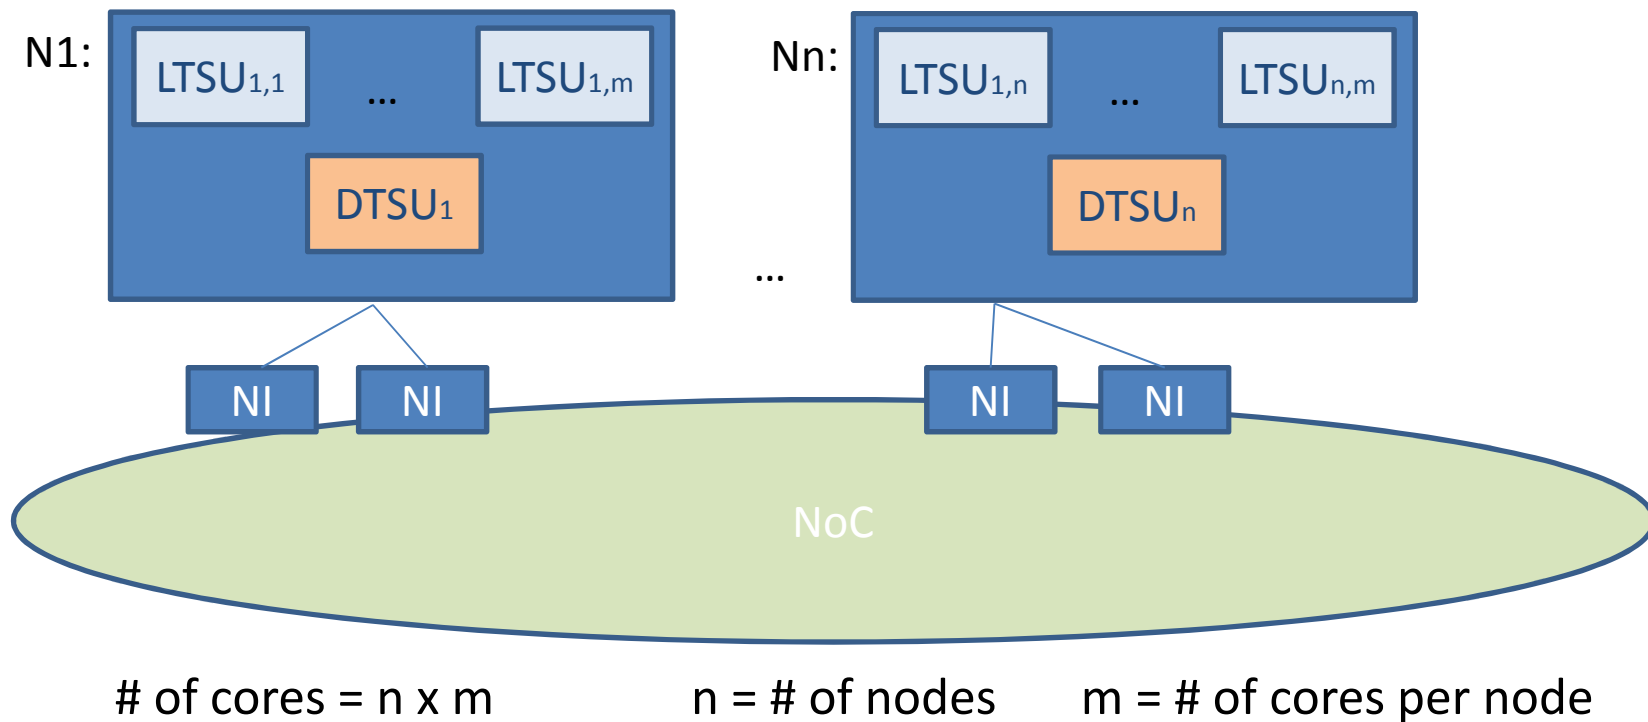 N1:
LTSU1,1
...
LTSU1,m
DTSU1
...
Nn:
LTSU1,n
...
LTSUn,m
DTSUn
NI
NI
NI
NI
NoC
# of cores = n x m
n = # of nodes
m = # of cores per node